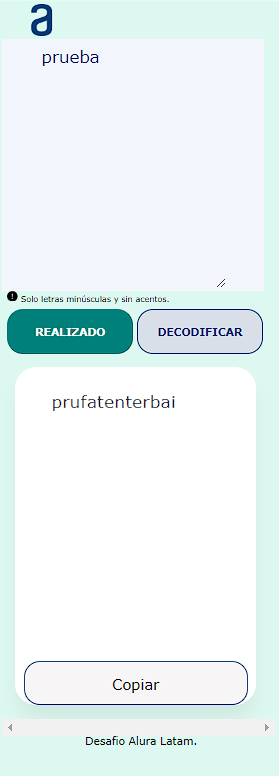 a
prueba
! Solo letras minúsculas y sin acentos.
REALIZADO
DECODIFICAR
prufatenterbai
Copiar
Desafio Alura Latam.